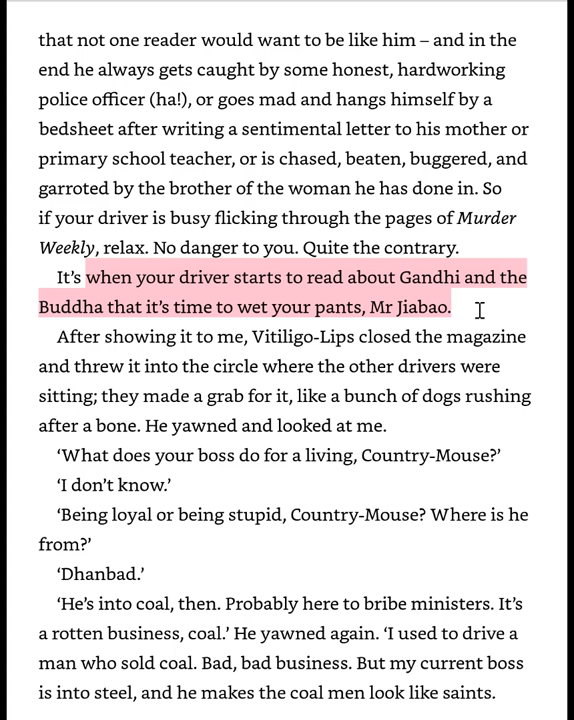 that not one reader would want to be like him – and in the
end he always gets caught by some honest, hardworking
police officer (ha!), or goes mad and hangs himself by a
bedsheet after writing a sentimental letter to his mother or
primary school teacher, or is chased, beaten, buggered, and
garroted by the brother of the woman he has done in. So
if your driver is busy flicking through the pages of Murder
Weekly, relax. No danger to you. Quite the contrary.
It’s when your driver starts to read about Gandhi and the
Buddha that it’s time to wet your pants, Mr Jiabao.
After showing it to me, Vitiligo-Lips closed the magazine
and threw it into the circle where the other drivers were
sitting; they made a grab for it, like a bunch of dogs rushing
after a bone. He yawned and looked at me.
‘What does your boss do for a living, Country-Mouse?’
‘I don’t know.’
‘Being loyal or being stupid, Country-Mouse? Where is he
from?’
‘Dhanbad.’
‘He’s into coal, then. Probably here to bribe ministers. It’s
a rotten business, coal.’ He yawned again. ‘I used to drive a
man who sold coal. Bad, bad business. But my current boss
is into steel, and he makes the coal men look like saints.